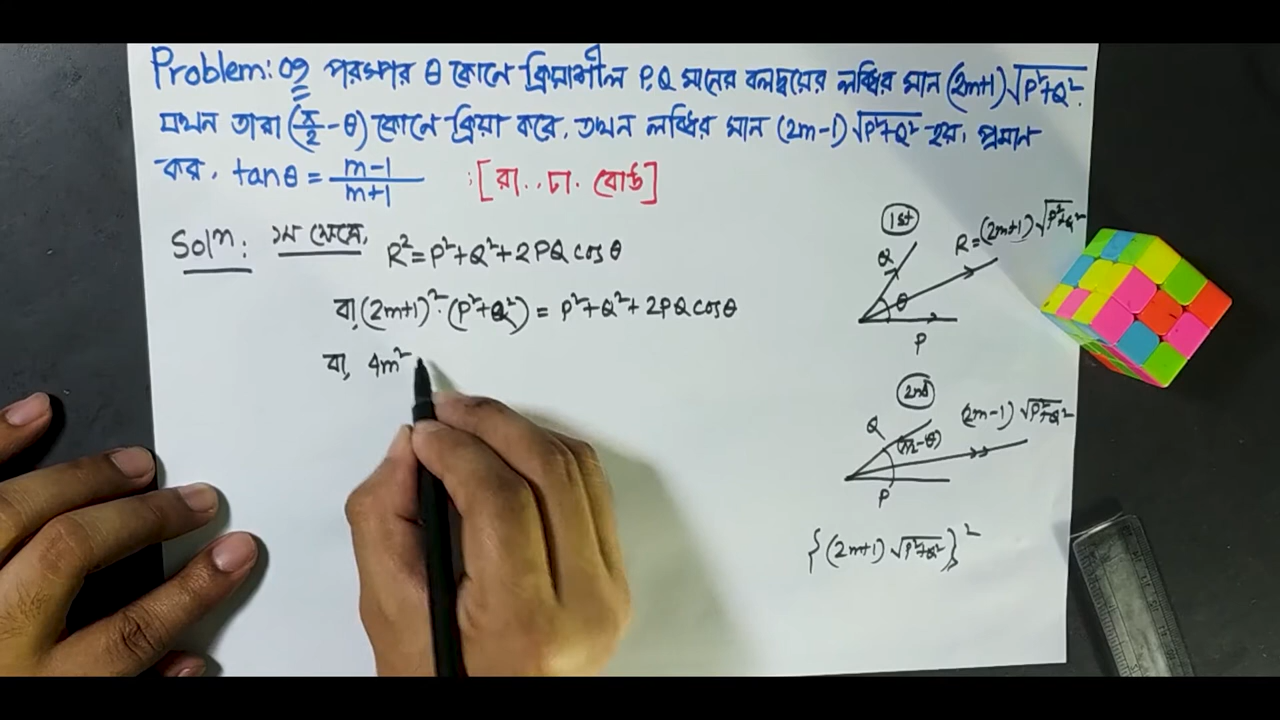 Problem: 09 পরস্পর θ কোনে ক্রিয়াশীল P, Q মানের বলদ্বয়ের লব্ধির মান (2m+1)√P²+Q².
যখন তারা (π/2 - θ) কোনে ক্রিয়া করে, তখন লব্ধির মান (2m-1)√P²+Q² হয়, প্রমান
কর, tanθ = m-1/m+1 : [রা.. ঢা. বোর্ড]
Solⁿ: ১ম ক্ষেত্রে, R² = P²+Q²+2PQ cosθ
বা, (2m+1)²·(P²+Q²) = P²+Q²+2PQ cosθ
বা, 4m²
1st
R = (2m+1)√P²+Q²
Q
θ
P
2nd
(2m-1)√P²+Q²
Q
P
{(2m+1)√P²+Q²}²